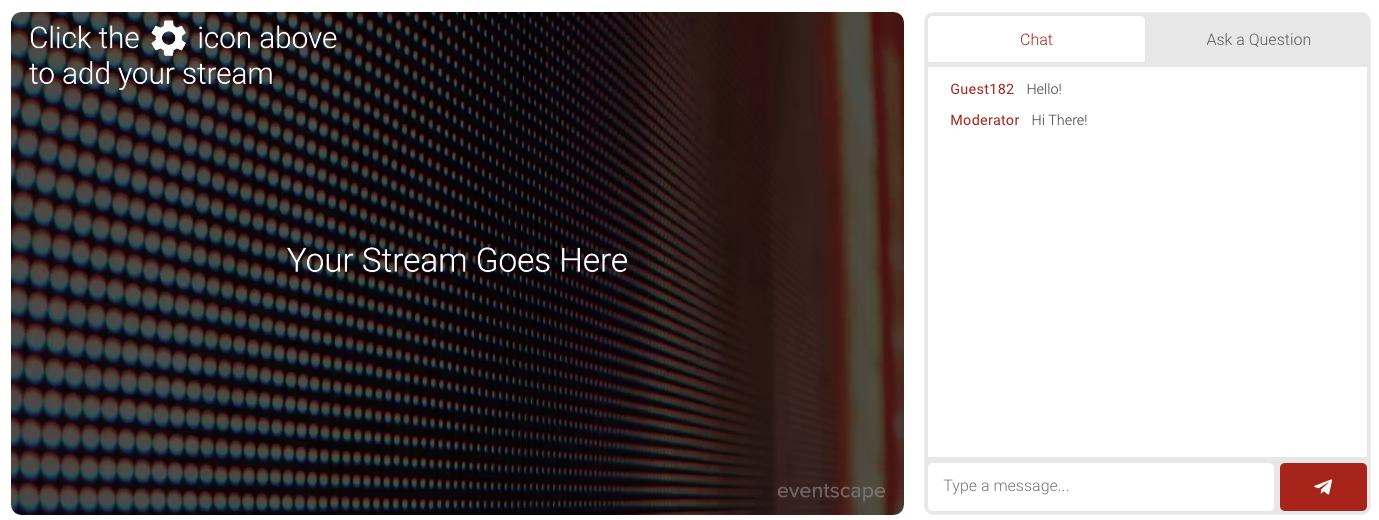 Click the icon above
to add your stream
Your Stream Goes Here
eventscape
Chat
Ask a Question
Guest182 Hello!
Moderator Hi There!
Type a message...